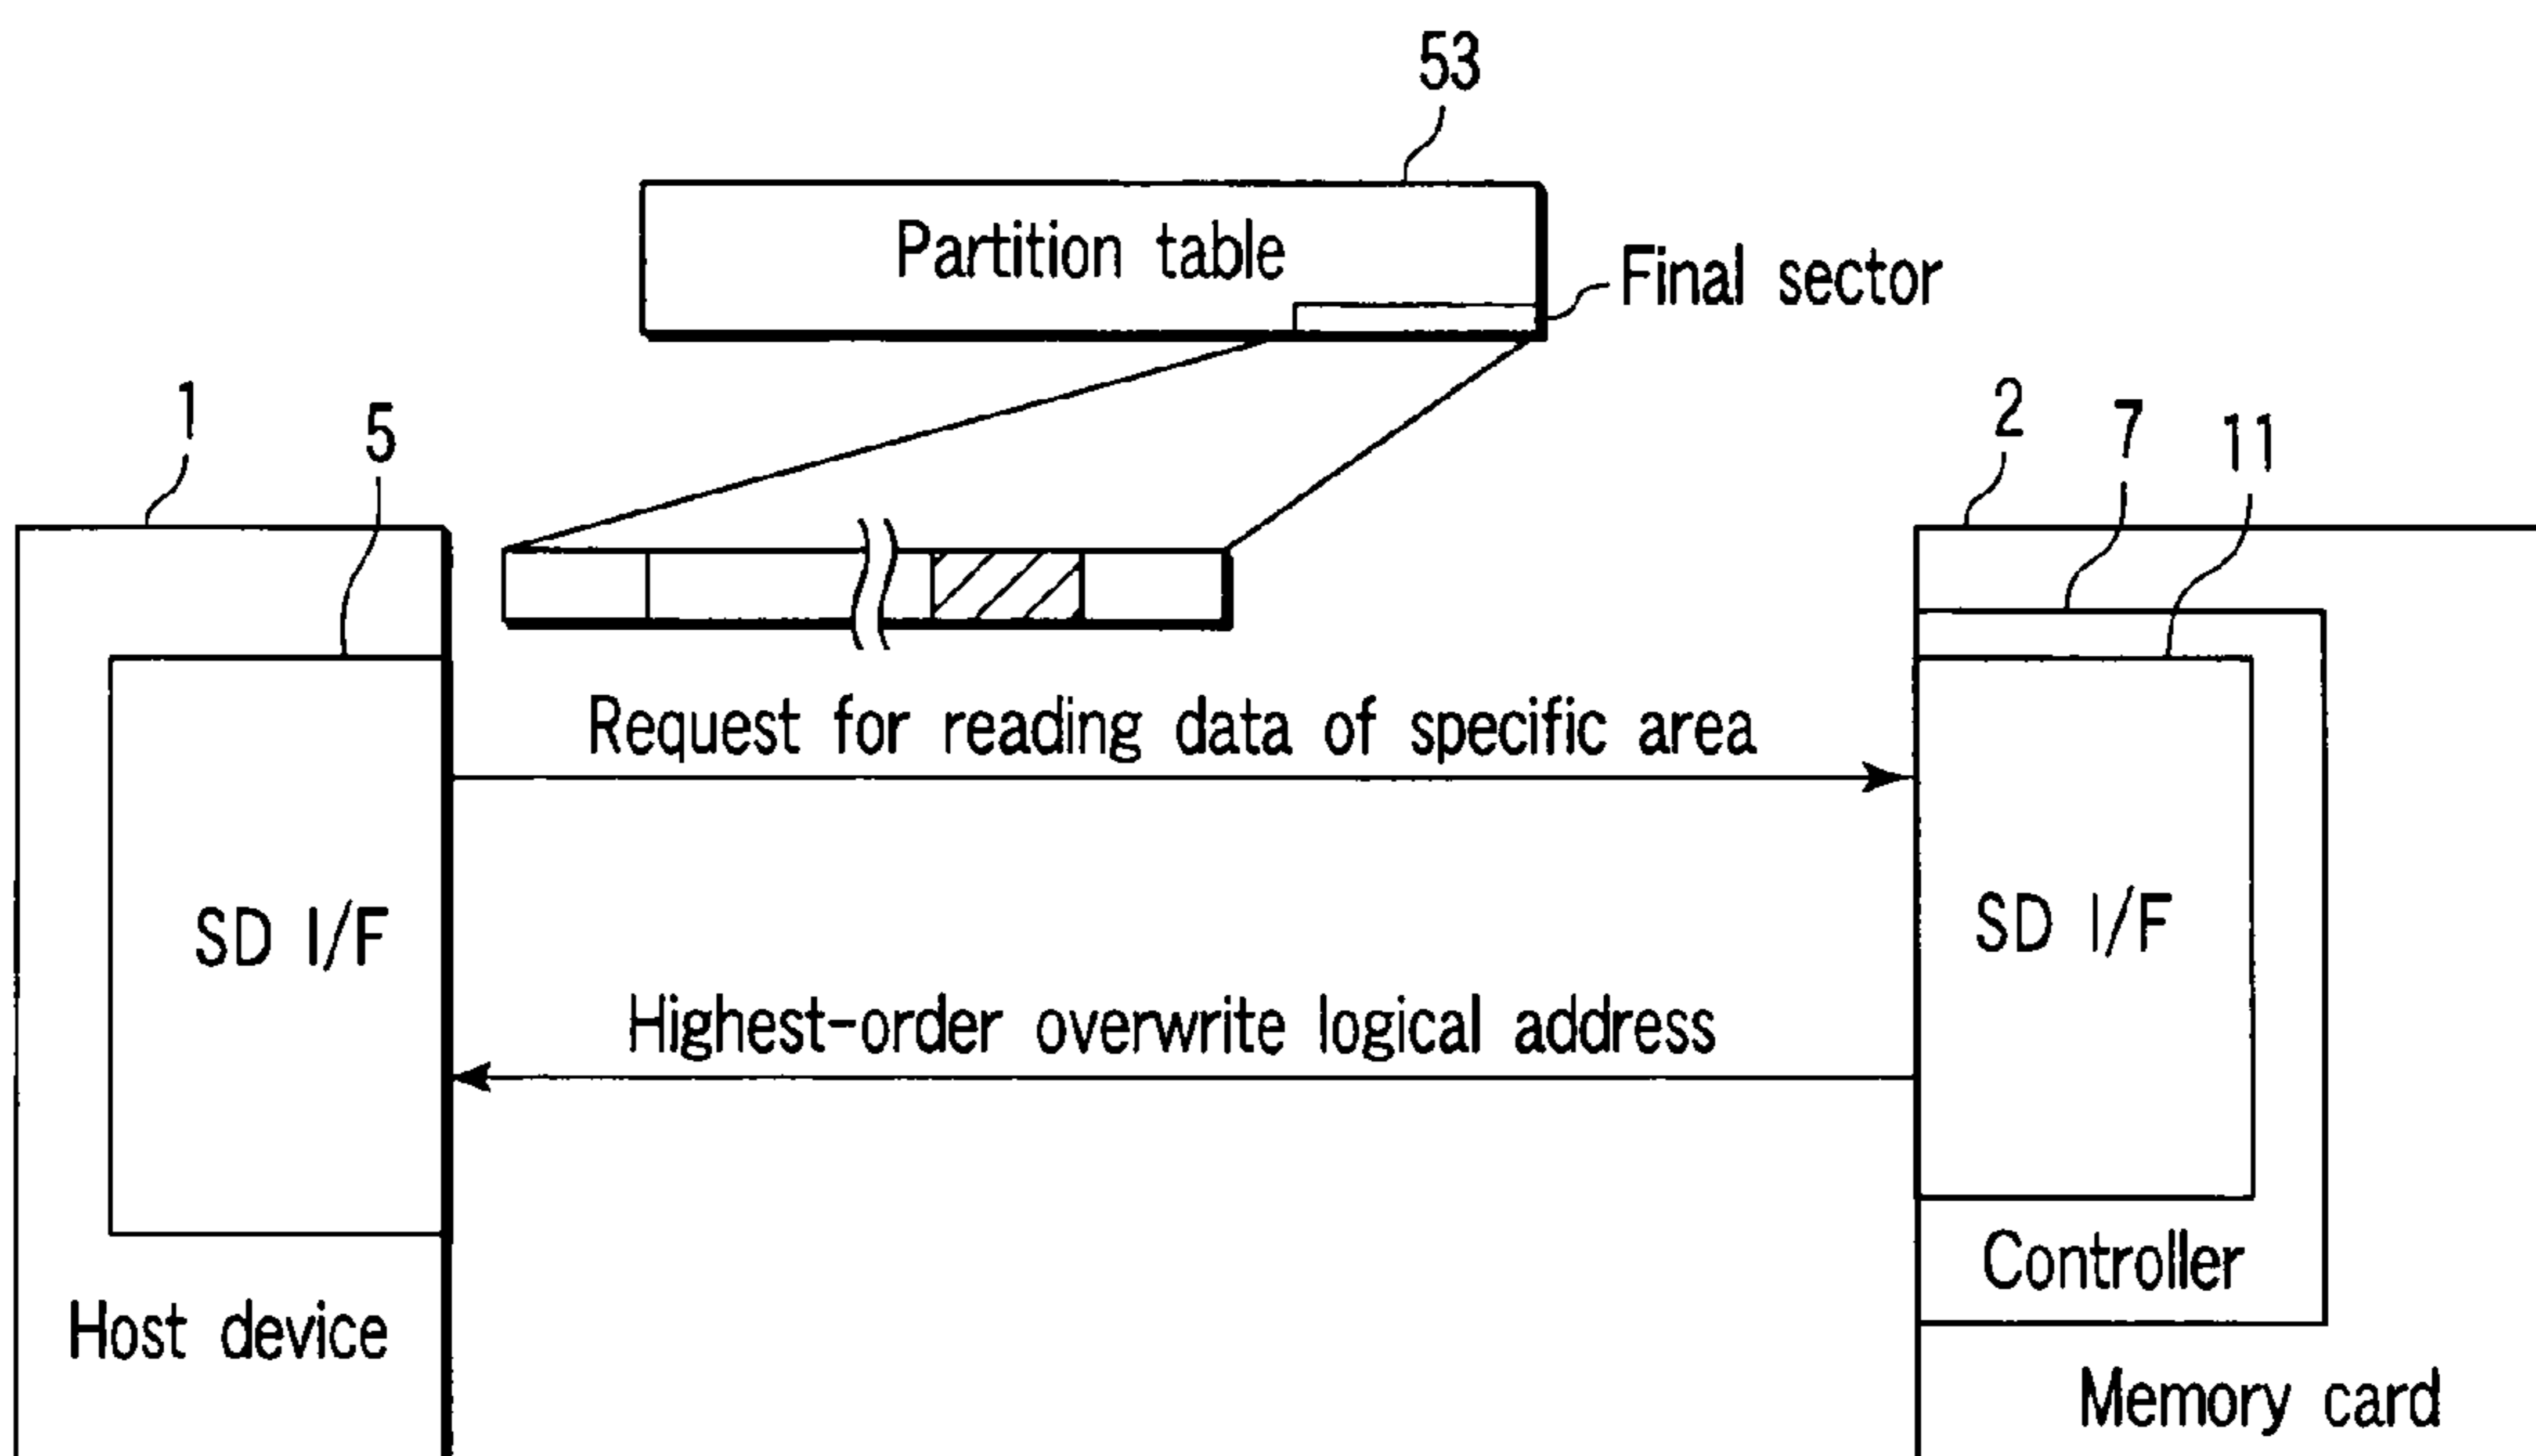 53
Partition table
Final sector
1
5
2
7
11
Request for reading data of specific area
SD I/F
SD I/F
Highest-order overwrite logical address
Controller
Host device
Memory card